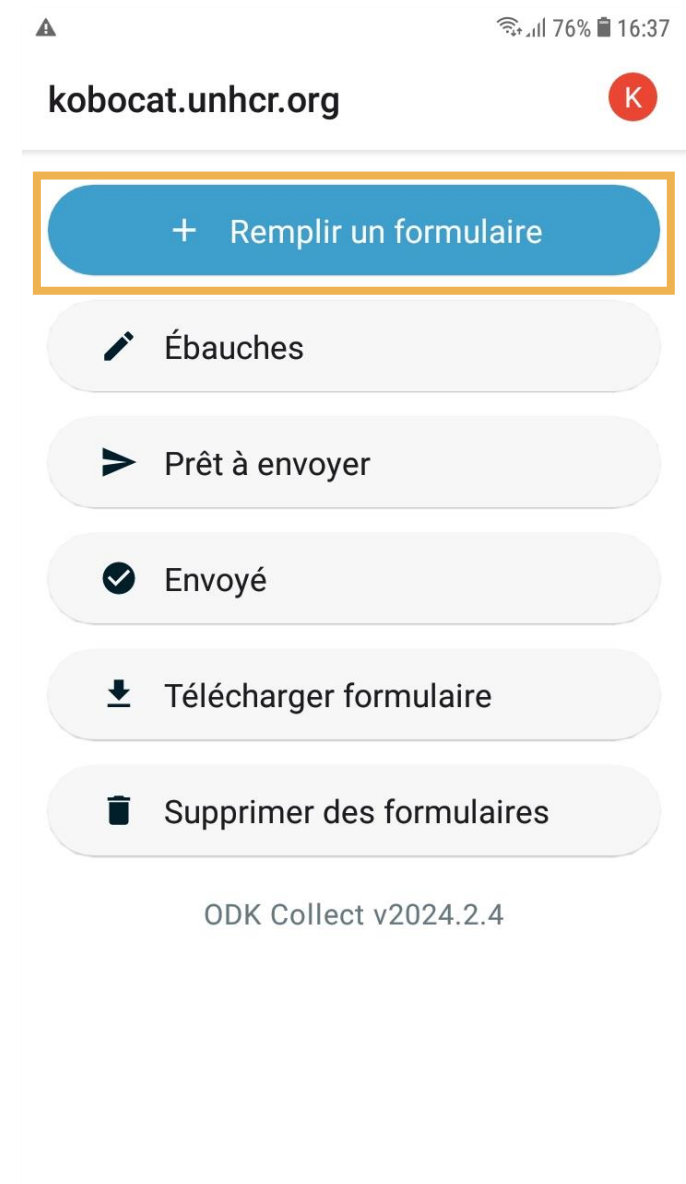 76% 16:37
kobocat.unhcr.org
K
+ Remplir un formulaire
Ébauches
Prêt à envoyer
Envoyé
Télécharger formulaire
Supprimer des formulaires
ODK Collect v2024.2.4